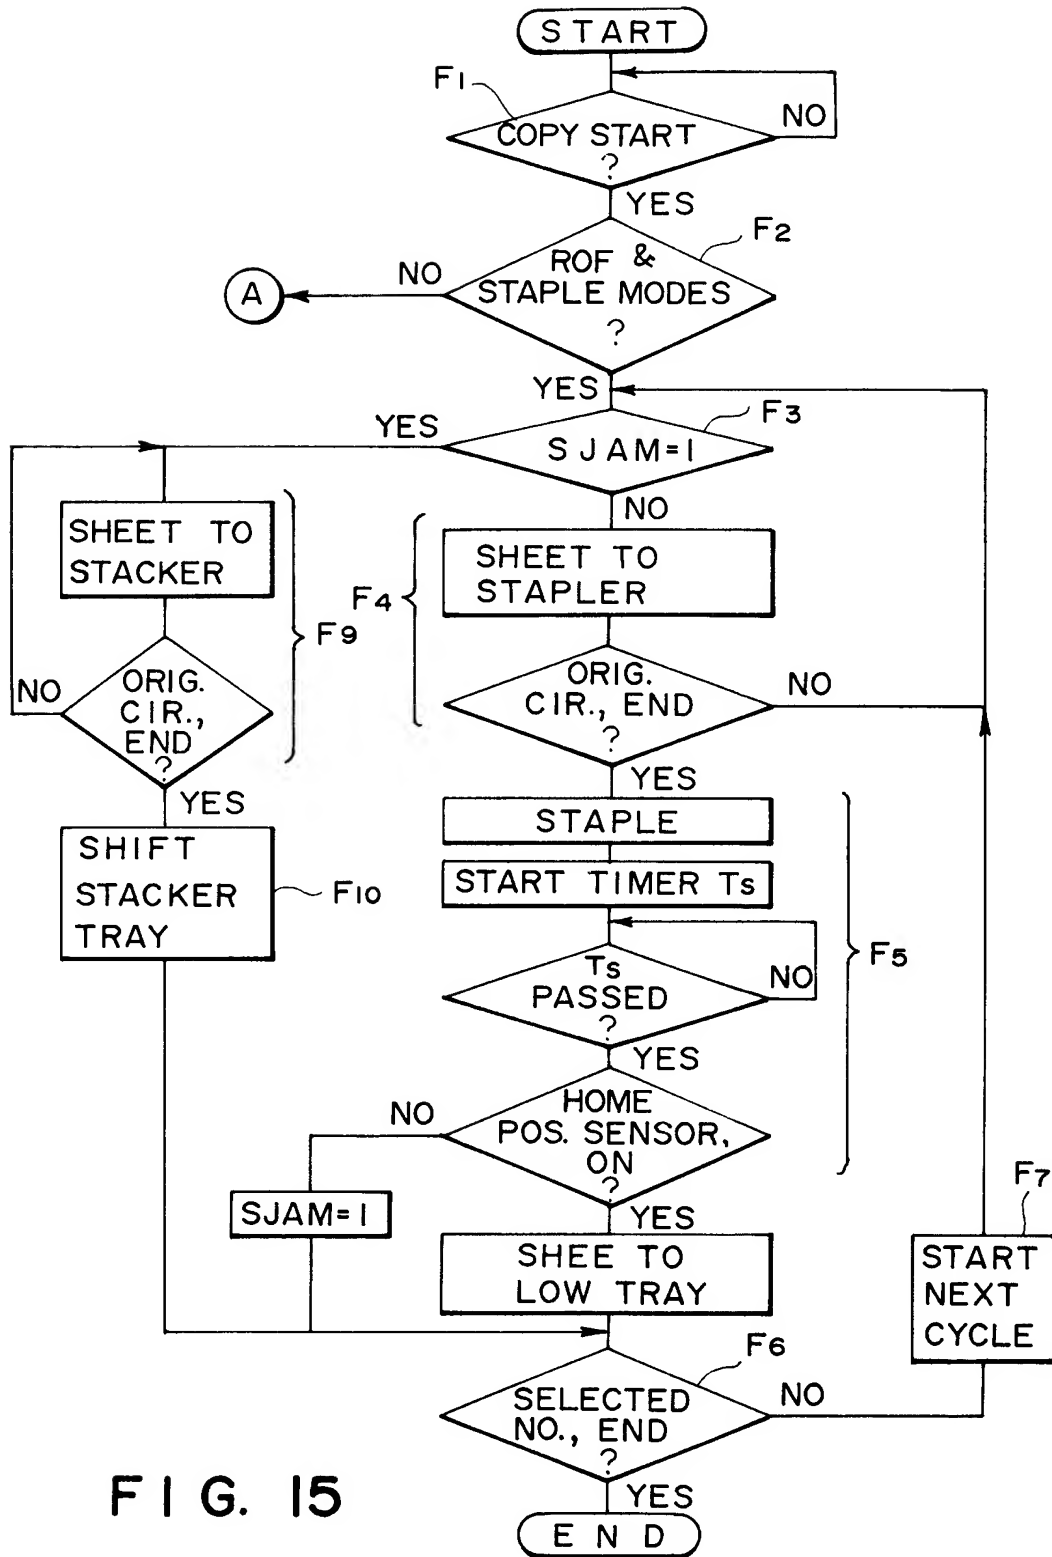 START
F1
COPY START
?
NO
YES
F2
ROF &
STAPLE MODES
?
NO
A
YES
F3
SJAM=1
YES
NO
SHEET TO
STACKER
F9
F4
SHEET TO
STAPLER
ORIG.
CIR.,
END
?
NO
YES
ORIG.
CIR., END
?
NO
YES
SHIFT
STACKER
TRAY
F10
STAPLE
START TIMER Ts
F5
Ts
PASSED
?
NO
YES
HOME
POS. SENSOR,
ON
?
NO
YES
SJAM=1
SHEE TO
LOW TRAY
F7
START
NEXT
CYCLE
F6
SELECTED
NO., END
?
NO
YES
END
FIG. 15